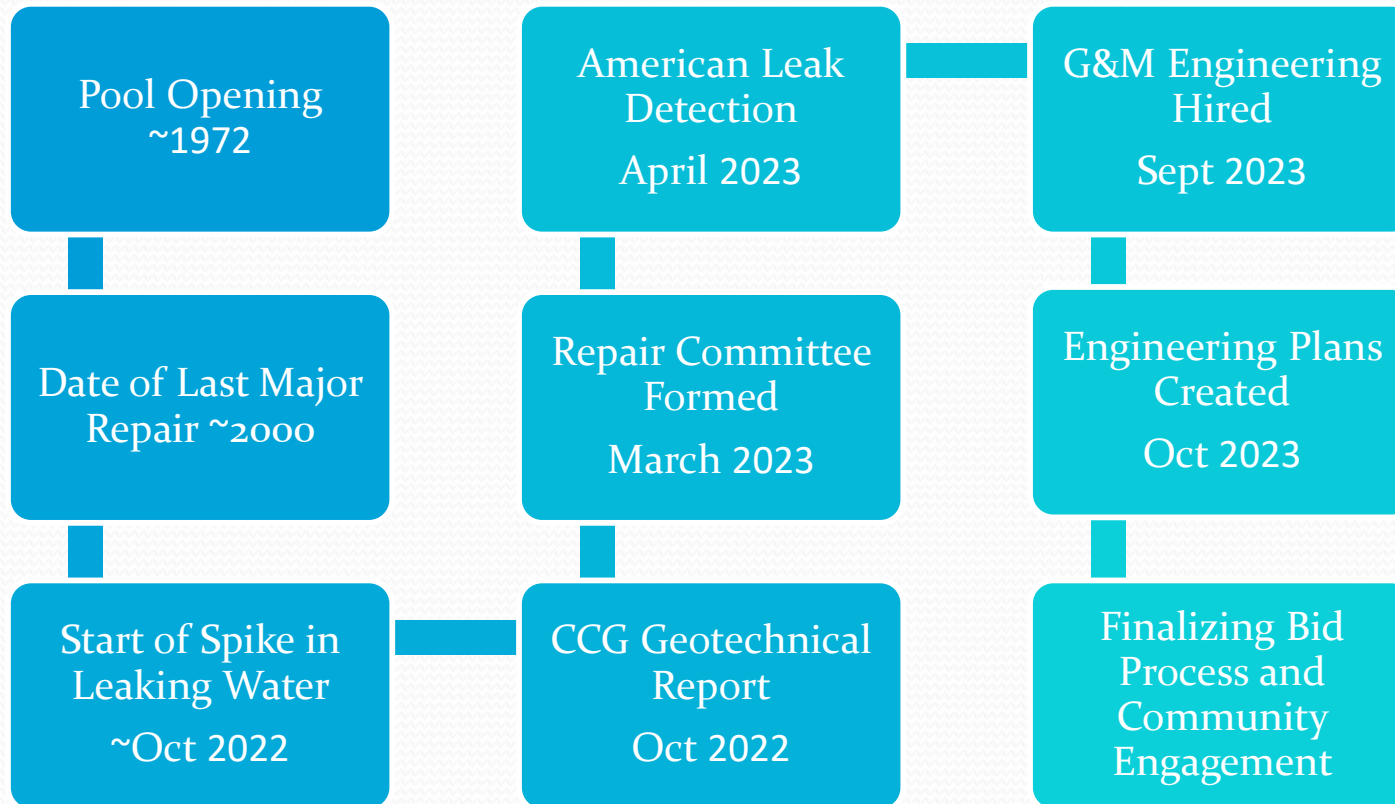 Pool Opening
~1972
Date of Last Major
Repair ~2000
Start of Spike in
Leaking Water
~Oct 2022
CCG Geotechnical
Report
Oct 2022
Repair Committee
Formed
March 2023
American Leak
Detection
April 2023
G&M Engineering
Hired
Sept 2023
Engineering Plans
Created
Oct 2023
Finalizing Bid
Process and
Community
Engagement